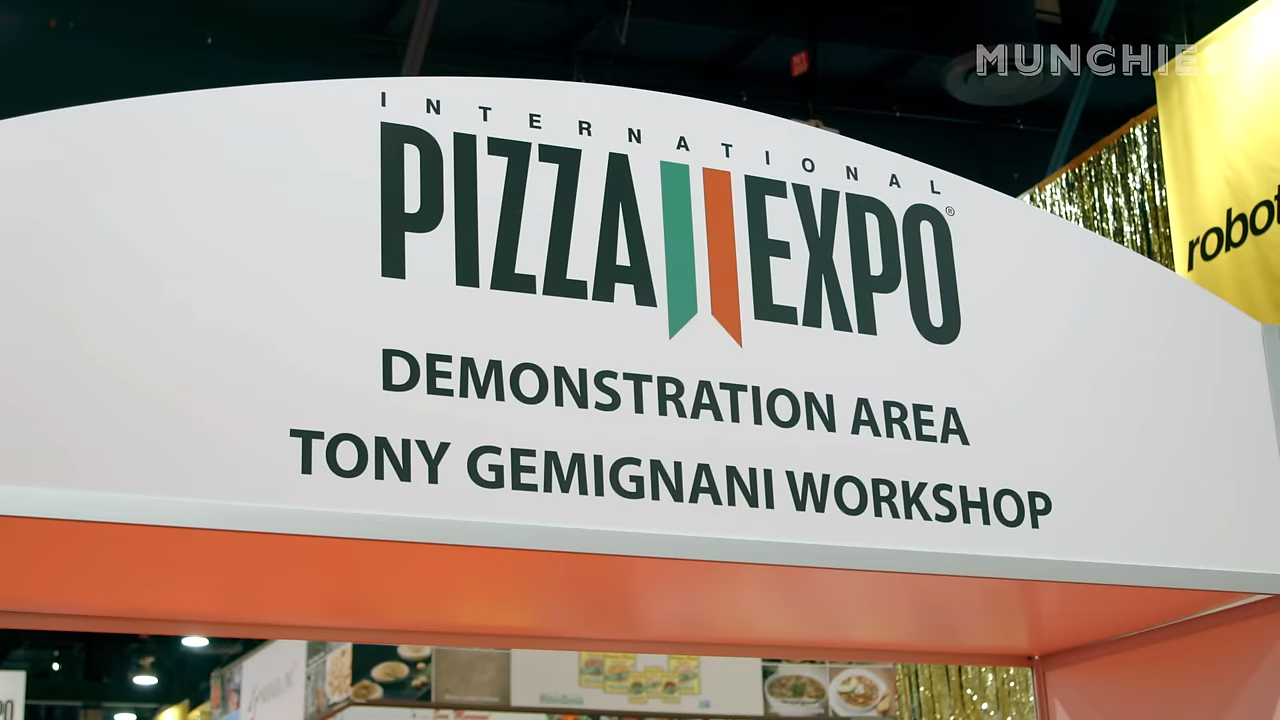 MUNCHIES
INTERNATIONAL
PIZZA EXPO®
DEMONSTRATION AREA
TONY GEMIGNANI WORKSHOP
robot